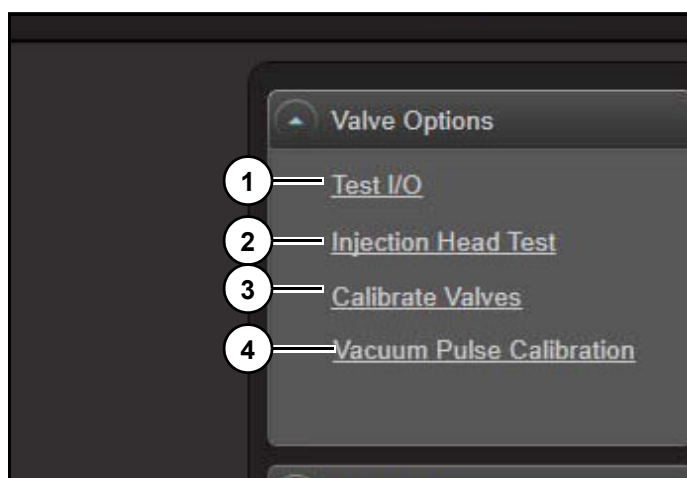 Valve Options
1 Test I/O
2 Injection Head Test
3 Calibrate Valves
4 Vacuum Pulse Calibration